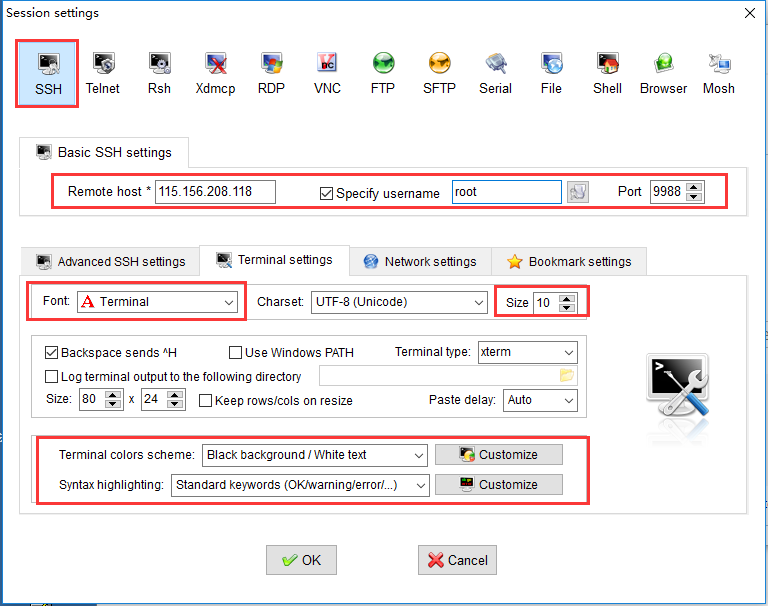 Session settings
SSH Telnet Rsh Xdmcp RDP VNC FTP SFTP Serial File Shell Browser Mosh
Basic SSH settings
Remote host * 115.156.208.118 Specify username root Port 9988
Advanced SSH settings Terminal settings Network settings Bookmark settings
Font: A Terminal Charset: UTF-8 (Unicode) Size 10
Backspace sends ^H Use Windows PATH Terminal type: xterm
Log terminal output to the following directory
Size: 80 x 24 Keep rows/cols on resize Paste delay: Auto
Terminal colors scheme: Black background / White text Customize
Syntax highlighting: Standard keywords (OK/warning/error/...) Customize
OK Cancel